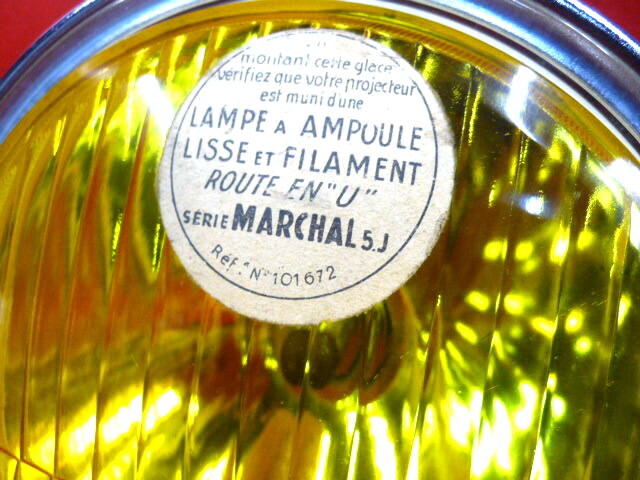 montant cette glace
vérifiez que votre projecteur
est muni d'une
LAMPE A AMPOULE
LISSE ET FILAMENT
ROUTE EN "U"
SÉRIE MARCHAL 5.J
Réf. N° 101672